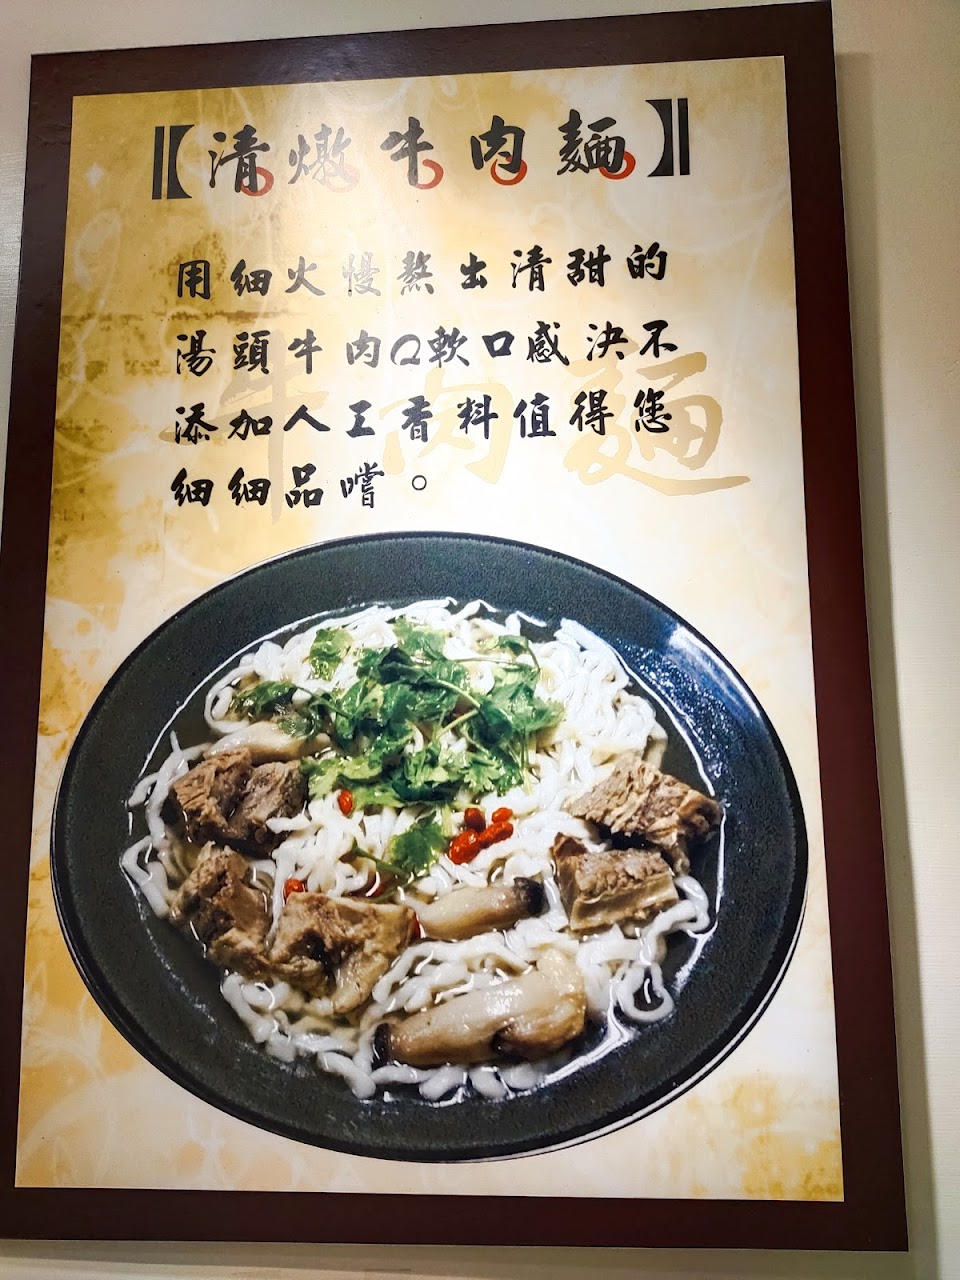 【清燉牛肉麵】
用細火慢熬出清甜的
湯頭牛肉Q軟口感決不
添加人工香料值得您
細細品嚐。
牛肉麵